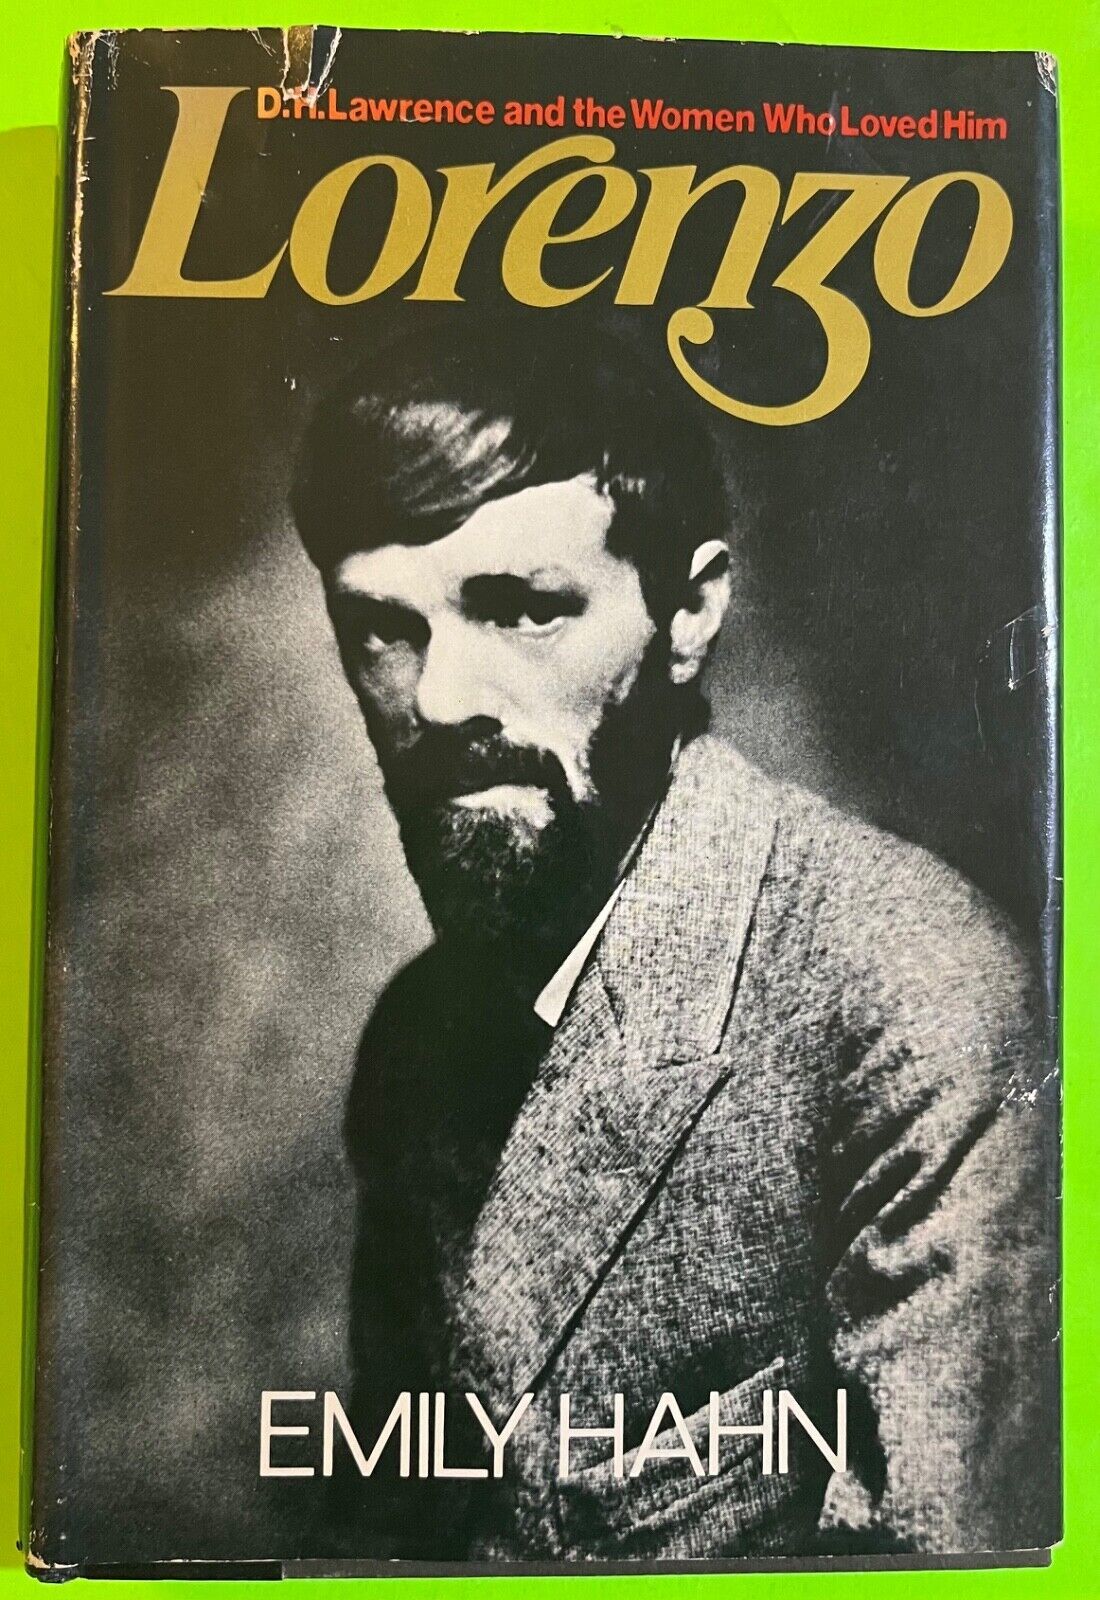 D.H.Lawrence and the Women Who Loved Him
Lorenzo
EMILY HAHN